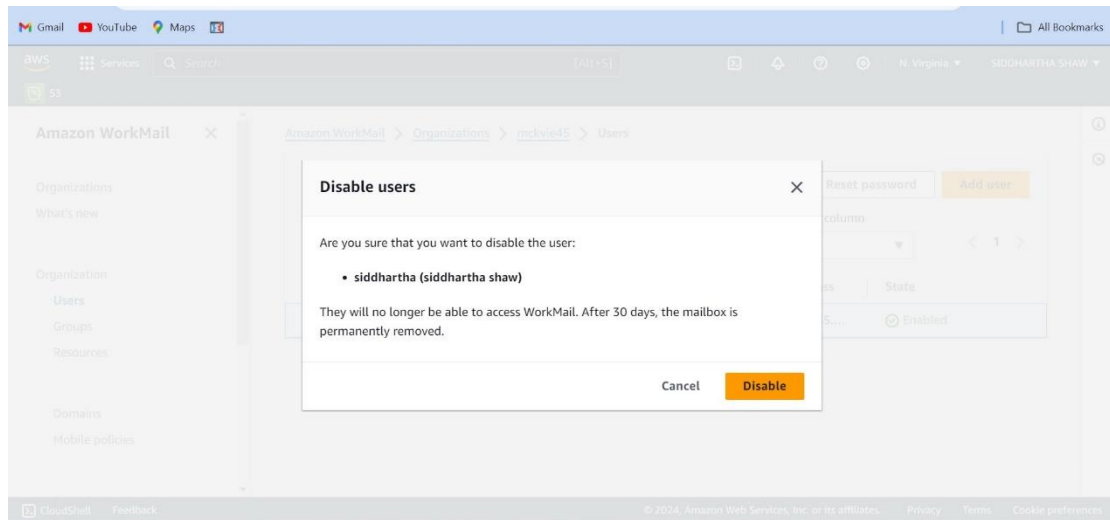 Gmail YouTube Maps All Bookmarks
aws Services Search [Alt+S] N. Virginia SIDDHARTHA SHAW
S3
Amazon WorkMail
Amazon WorkMail > Organizations > mckvie45 > Users
Organizations
What's new
Organization
Users
Groups
Resources
Domains
Mobile policies
Reset password Add user
column
1
State
Enabled
Disable users
Are you sure that you want to disable the user:
• siddhartha (siddhartha shaw)
They will no longer be able to access WorkMail. After 30 days, the mailbox is
permanently removed.
Cancel Disable
CloudShell Feedback © 2024, Amazon Web Services, Inc. or its affiliates. Privacy Terms Cookie preferences